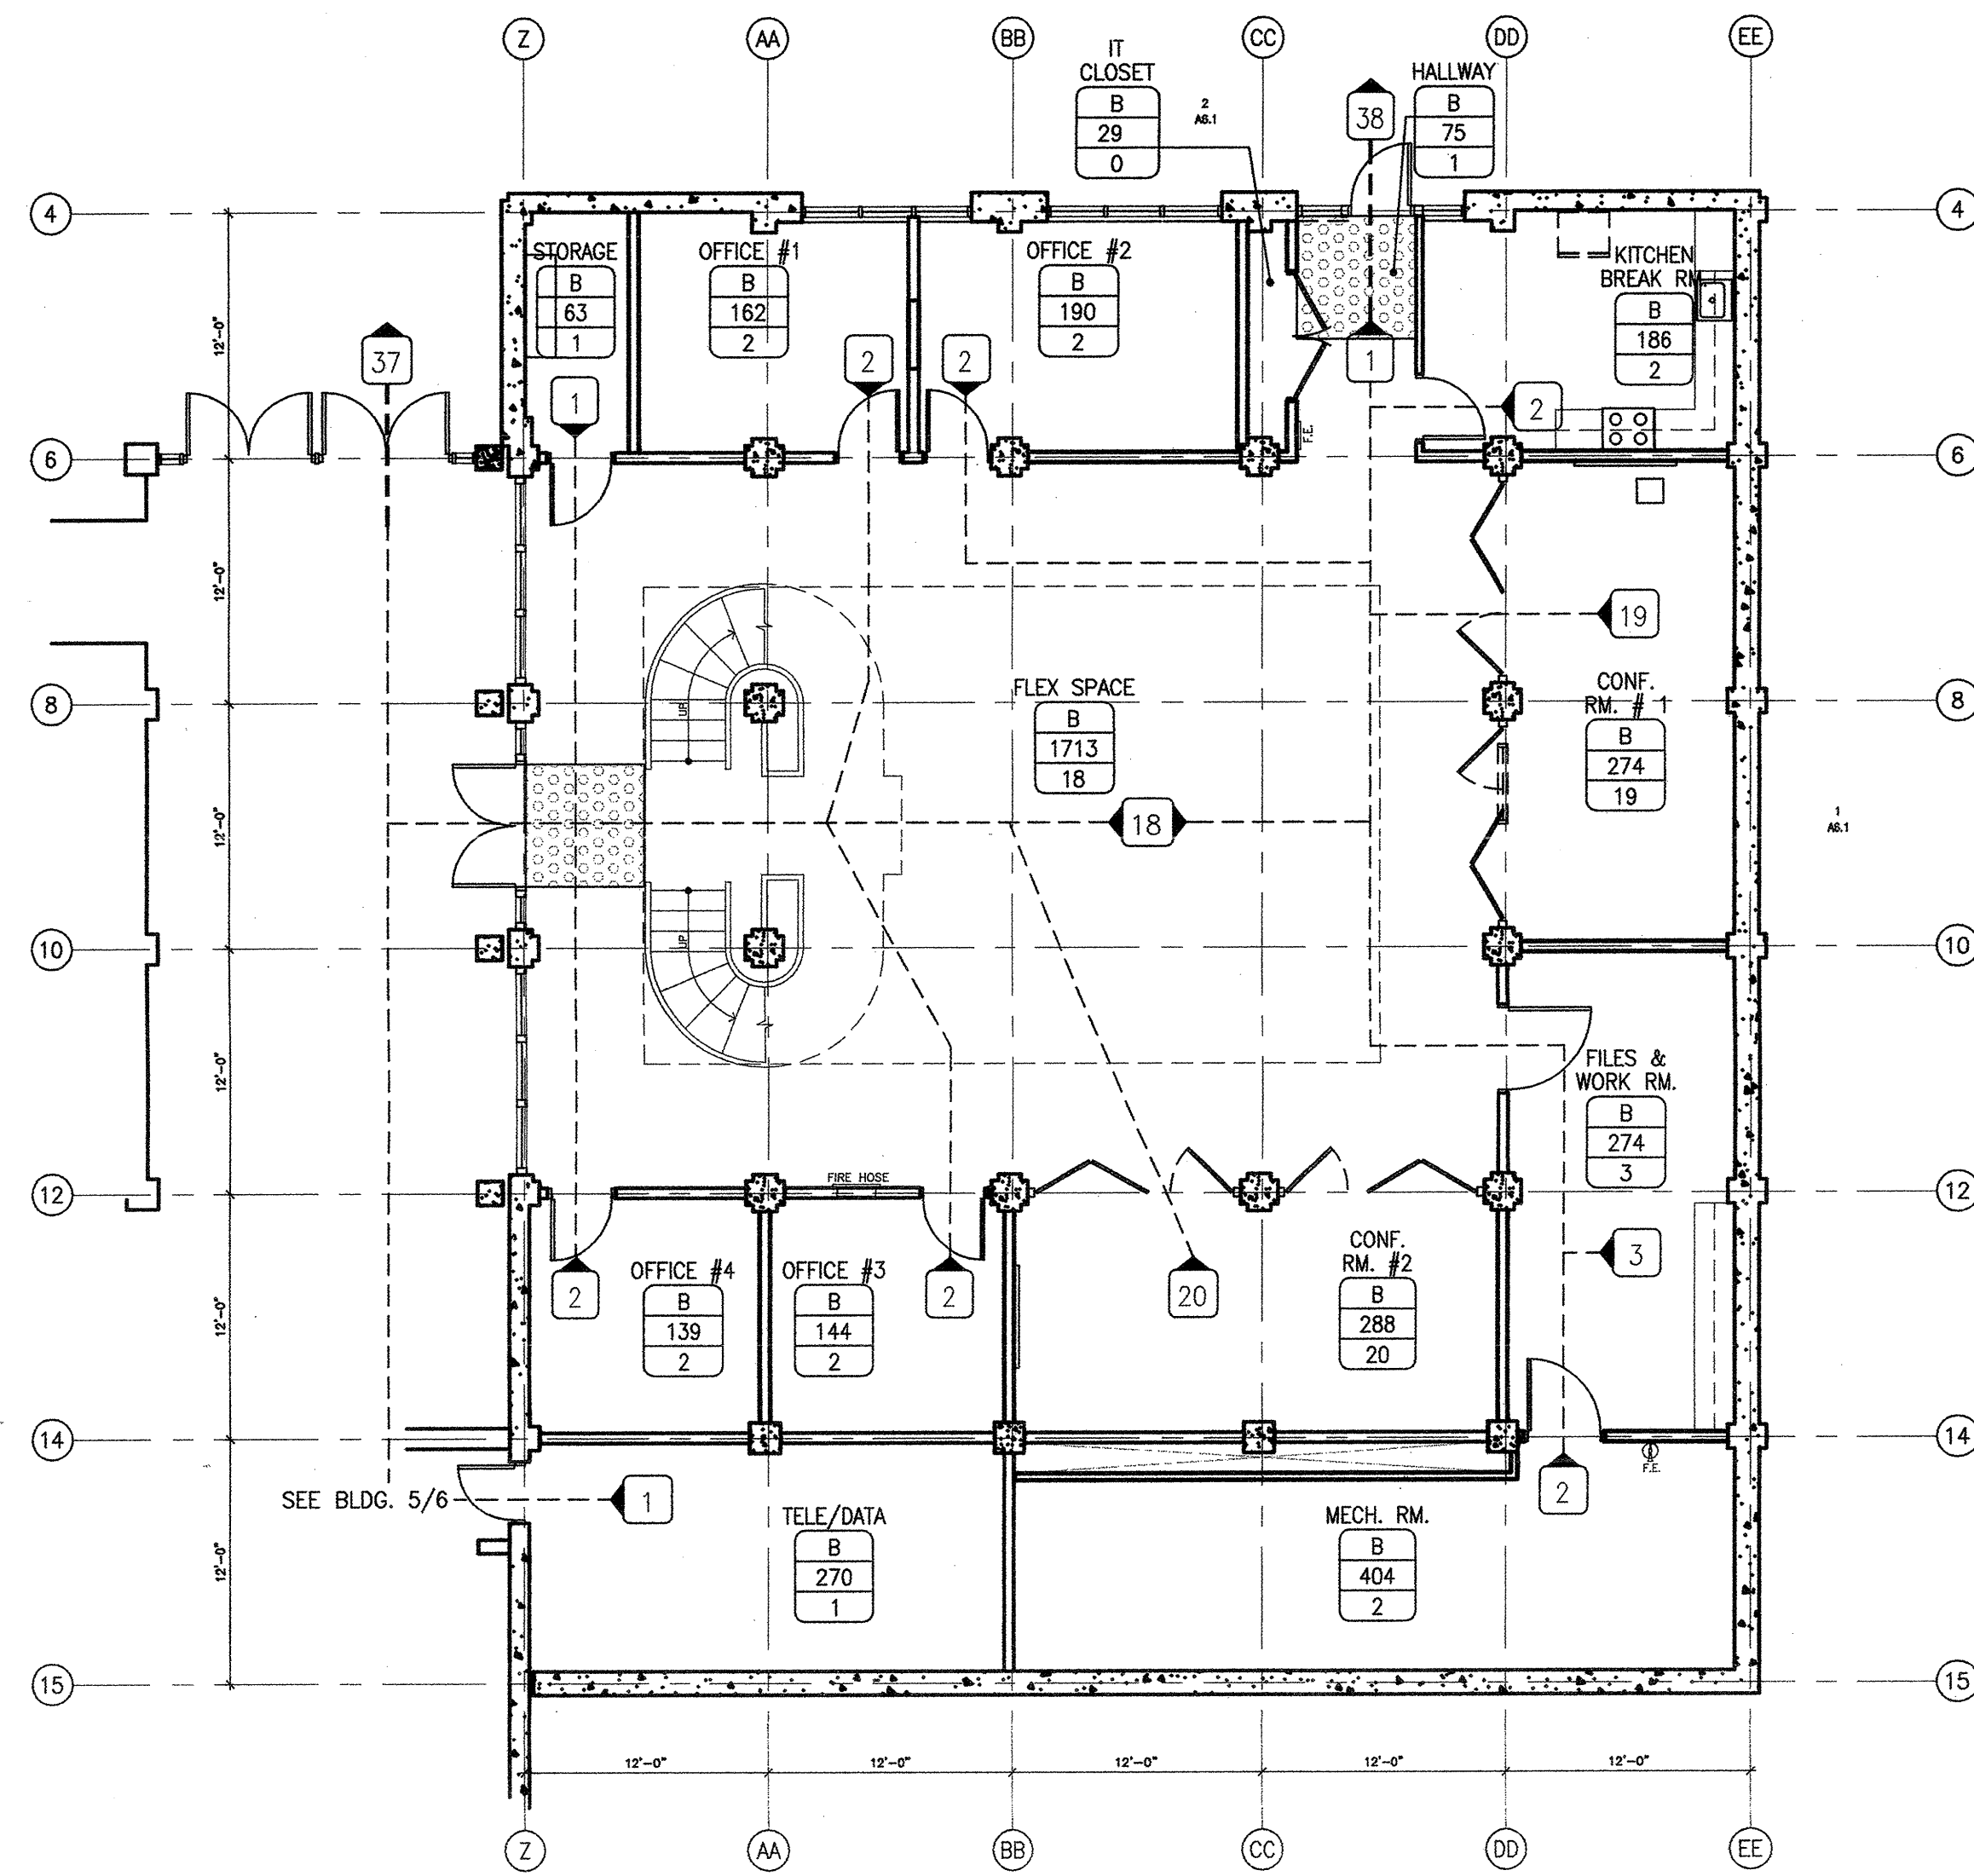 Z
AA
BB
CC
DD
EE
IT
CLOSET
B
29
0
2
A6.1
38
HALLWAY
B
75
1
4
4
STORAGE
B
63
1
OFFICE #1
B
162
2
OFFICE #2
B
190
2
KITCHEN
BREAK RM
B
186
2
12'-0"
37
1
2
2
1
2
F.E.
6
6
12'-0"
19
UP
FLEX SPACE
B
1713
18
CONF.
RM. # 1
B
274
19
8
8
12'-0"
18
1
A6.1
UP
10
10
12'-0"
FILES &
WORK RM.
B
274
3
FIRE HOSE
12
12
12'-0"
2
OFFICE #4
B
139
2
OFFICE #3
B
144
2
2
20
CONF.
RM. #2
B
288
20
3
14
14
F.E.
SEE BLDG. 5/6
1
2
12'-0"
TELE/DATA
B
270
1
MECH. RM.
B
404
2
15
15
12'-0"
12'-0"
12'-0"
12'-0"
12'-0"
Z
AA
BB
CC
DD
EE